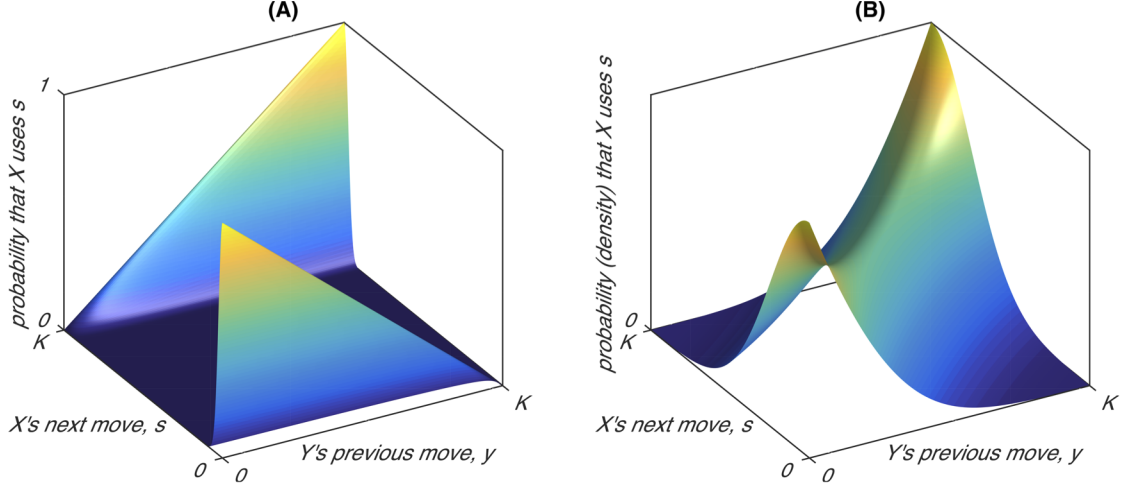 (A)
probability that X uses s
1
0
K
X's next move, s
0
0
Y's previous move, y
K
(B)
probability (density) that X uses s
0
K
X's next move, s
0
0
Y's previous move, y
K